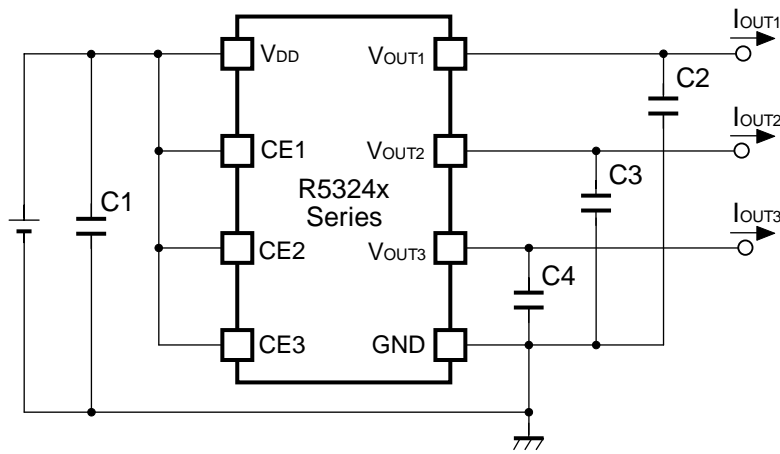 IOUT1
VDD
VOUT1
C2
IOUT2
CE1
VOUT2
C3
R5324x
Series
C1
IOUT3
CE2
VOUT3
C4
CE3
GND